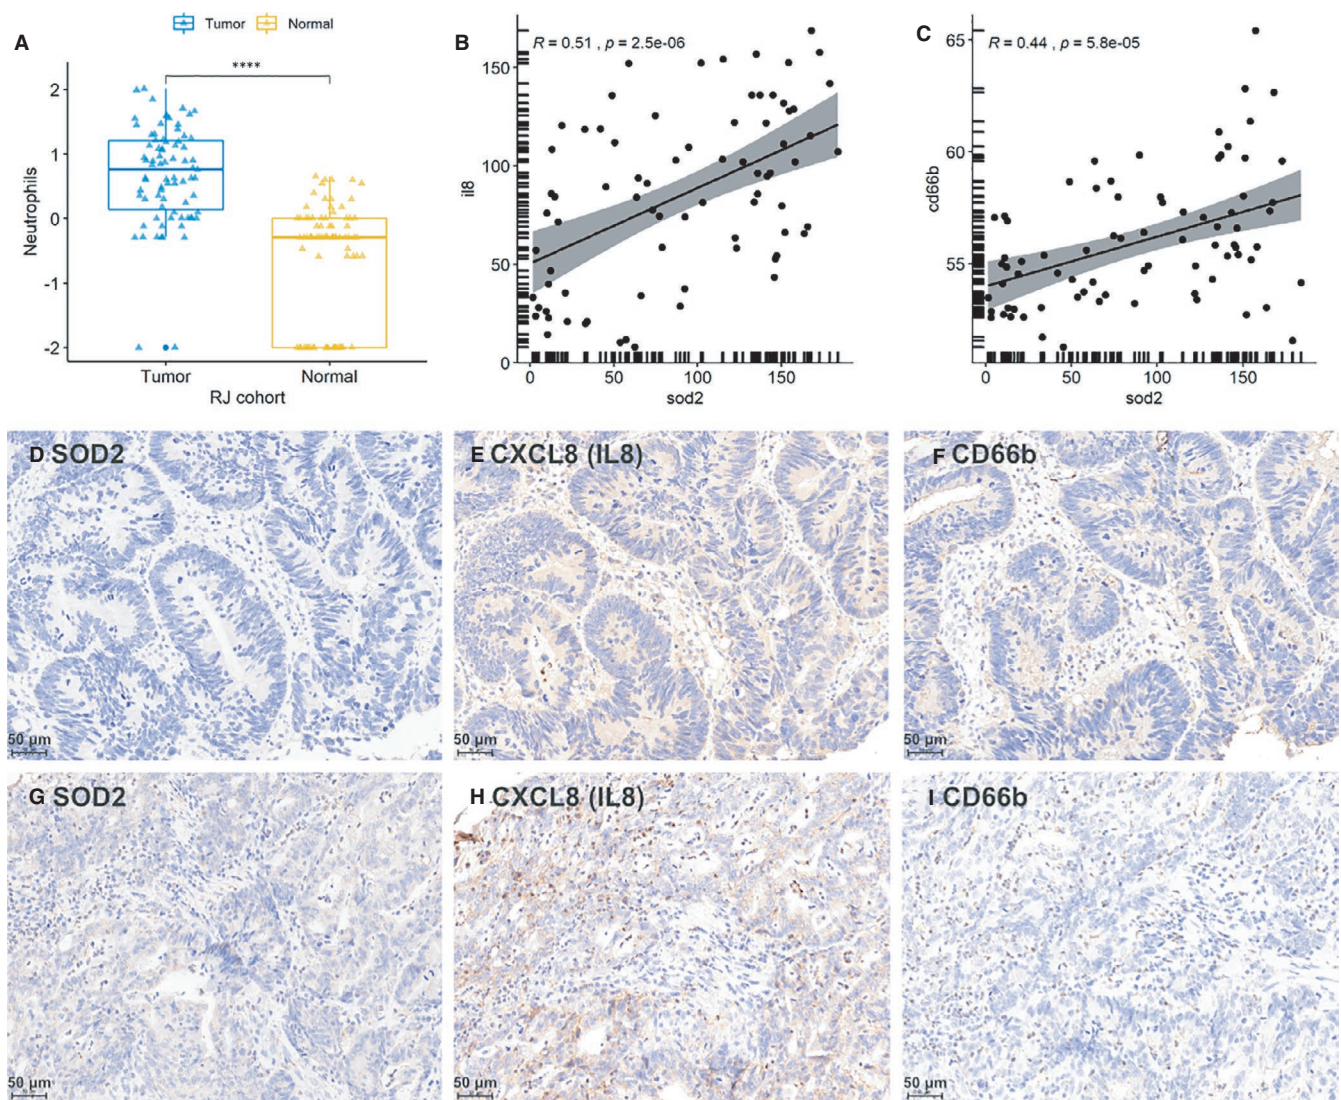 Tumor Normal
A
****
Neutrophils
2
1
0
-1
-2
Tumor Normal
RJ cohort
B
R = 0.51 , p = 2.5e-06
il8
150
100
50
0
0 50 100 150
sod2
C
R = 0.44 , p = 5.8e-05
cd66b
65
60
55
0 50 100 150
sod2
D SOD2
50 μm
E CXCL8 (IL8)
50 μm
F CD66b
50 μm
G SOD2
50 μm
H CXCL8 (IL8)
50 μm
I CD66b
50 μm